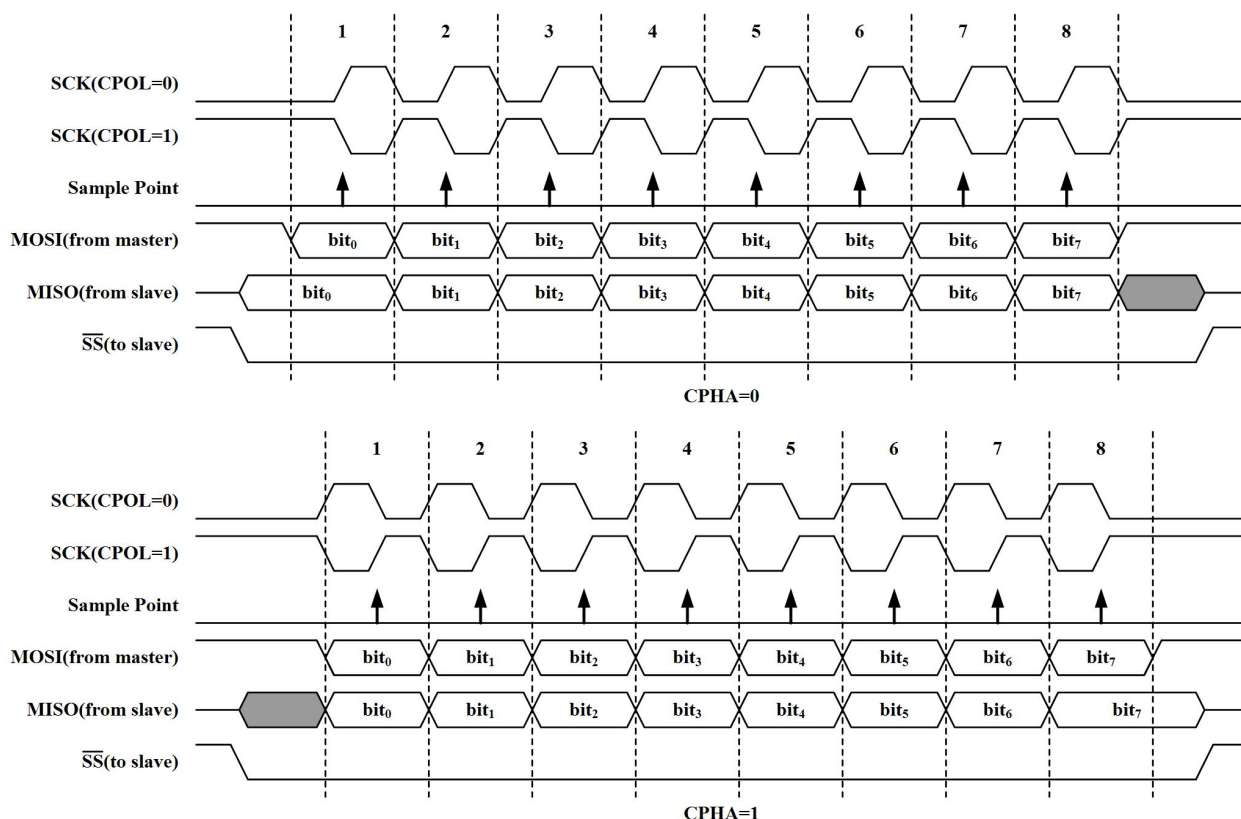 1 2 3 4 5 6 7 8
SCK(CPOL=0)
SCK(CPOL=1)
Sample Point
MOSI(from master) bit₀ bit₁ bit₂ bit₃ bit₄ bit₅ bit₆ bit₇
MISO(from slave) bit₀ bit₁ bit₂ bit₃ bit₄ bit₅ bit₆ bit₇
S̅S̅(to slave)
CPHA=0
1 2 3 4 5 6 7 8
SCK(CPOL=0)
SCK(CPOL=1)
Sample Point
MOSI(from master) bit₀ bit₁ bit₂ bit₃ bit₄ bit₅ bit₆ bit₇
MISO(from slave) bit₀ bit₁ bit₂ bit₃ bit₄ bit₅ bit₆ bit₇
S̅S̅(to slave)
CPHA=1